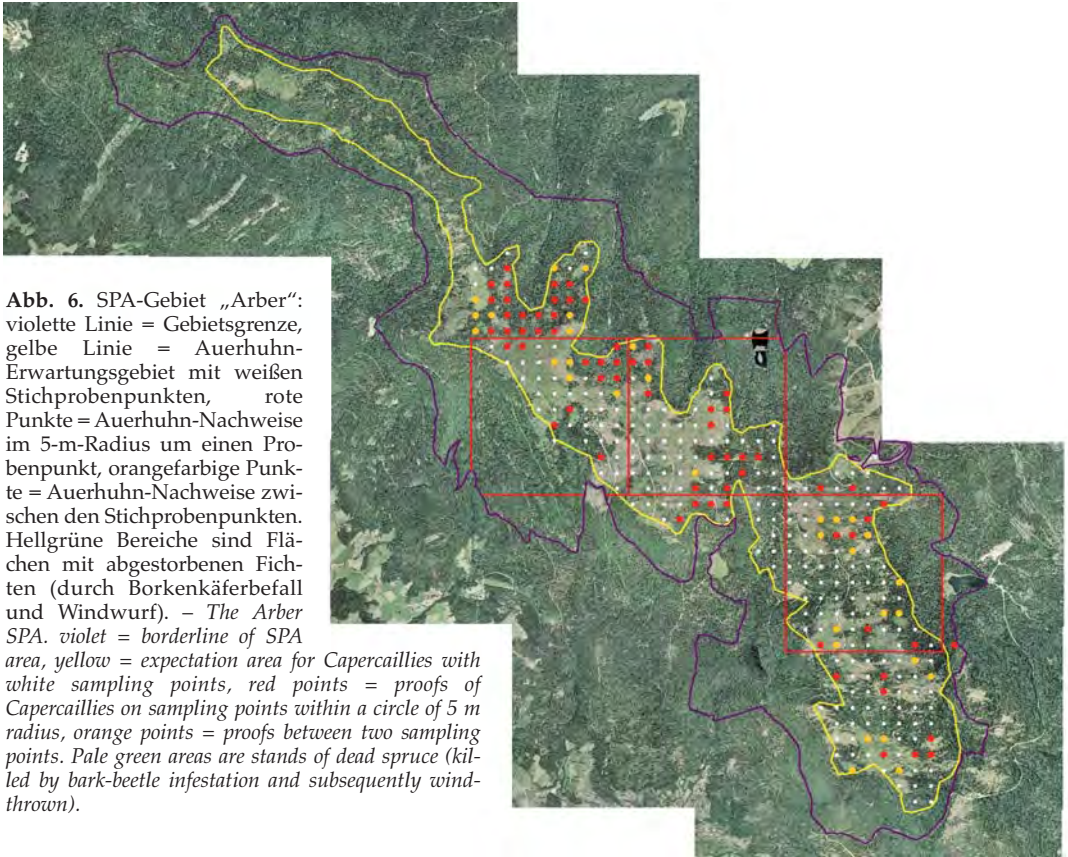 Abb. 6. SPA-Gebiet „Arber“:
violette Linie = Gebietsgrenze,
gelbe Linie = Auerhuhn-
Erwartungsgebiet mit weißen
Stichprobenpunkten, rote
Punkte = Auerhuhn-Nachweise
im 5-m-Radius um einen Pro-
benpunkt, orangefarbige Punk-
te = Auerhuhn-Nachweise zwi-
schen den Stichprobenpunkten.
Hellgrüne Bereiche sind Flä-
chen mit abgestorbenen Fich-
ten (durch Borkenkäferbefall
und Windwurf). – The Arber
SPA. violet = borderline of SPA
area, yellow = expectation area for Capercaillies with
white sampling points, red points = proofs of
Capercaillies on sampling points within a circle of 5 m
radius, orange points = proofs between two sampling
points. Pale green areas are stands of dead spruce (kil-
led by bark-beetle infestation and subsequently wind-
thrown).